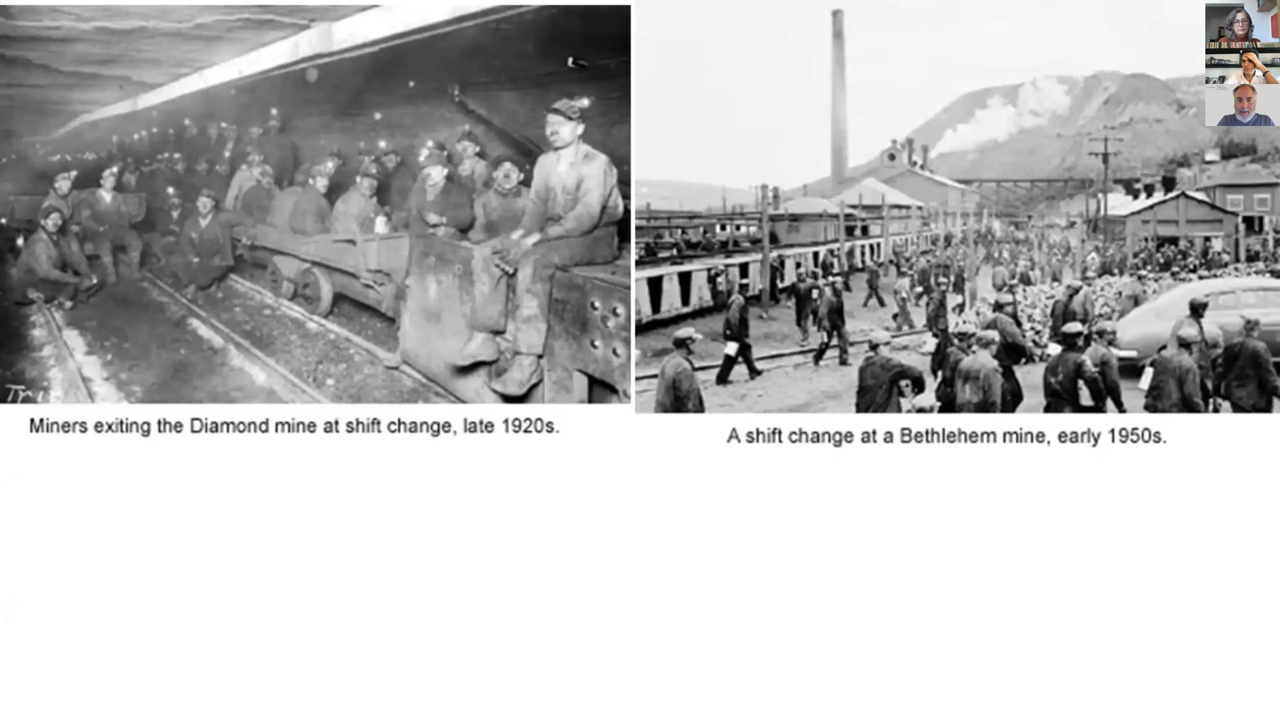 Miners exiting the Diamond mine at shift change, late 1920s.
A shift change at a Bethlehem mine, early 1950s.